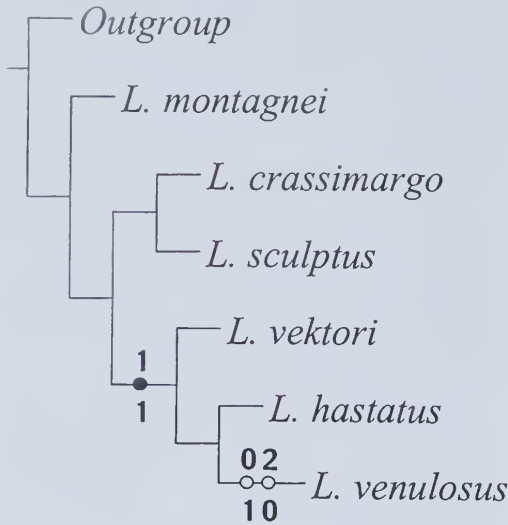 Outgroup
L. montagnei
L. crassimargo
L. sculptus
L. vektori
1
1
L. hastatus
0 2
L. venulosus
1 0